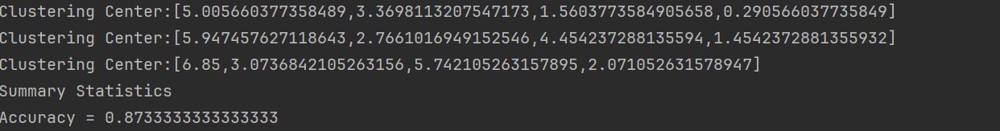 Clustering Center:[5.005660377358489,3.3698113207547173,1.5603773584905658,0.290566037735849]
Clustering Center:[5.947457627118643,2.7661016949152546,4.454237288135594,1.4542372881355932]
Clustering Center:[6.85,3.0736842105263156,5.742105263157895,2.071052631578947]
Summary Statistics
Accuracy = 0.8733333333333333